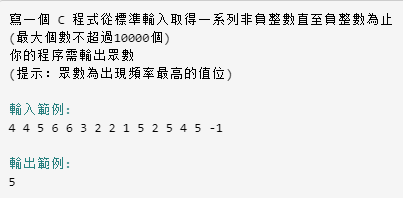 寫一個 C 程式從標準輸入取得一系列非負整數直至負整數為止
(最大個數不超過10000個)
你的程序需輸出眾數
(提示: 眾數為出現頻率最高的值位)
輸入範例:
4 4 5 6 6 3 2 2 1 5 2 5 4 5 -1
輸出範例:
5